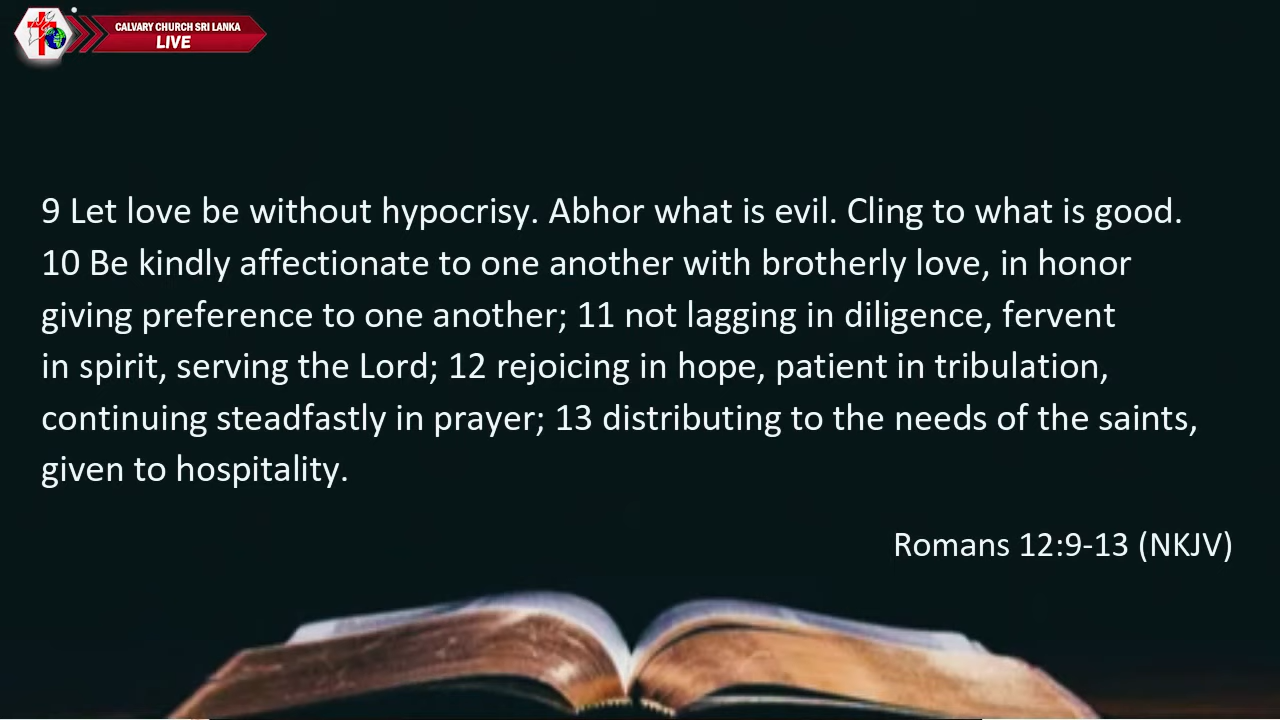 CALVARY CHURCH SRI LANKA
LIVE
9 Let love be without hypocrisy. Abhor what is evil. Cling to what is good.
10 Be kindly affectionate to one another with brotherly love, in honor
giving preference to one another; 11 not lagging in diligence, fervent
in spirit, serving the Lord; 12 rejoicing in hope, patient in tribulation,
continuing steadfastly in prayer; 13 distributing to the needs of the saints,
given to hospitality.
Romans 12:9-13 (NKJV)